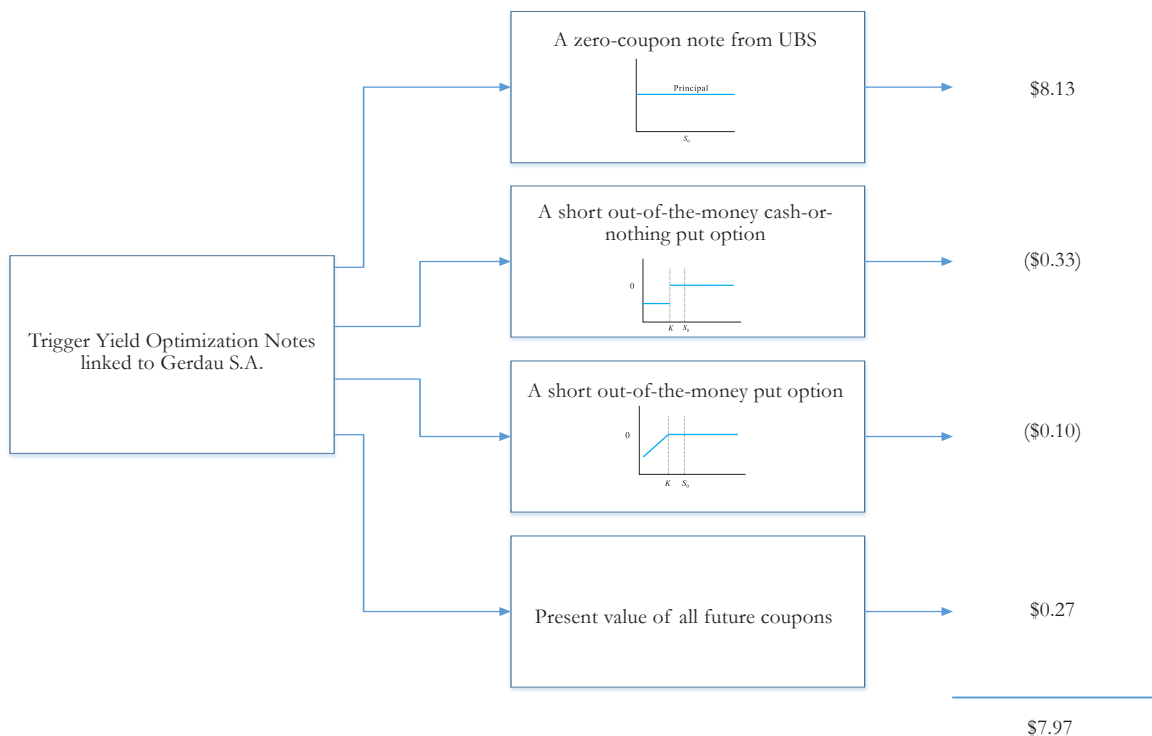 A zero-coupon note from UBS
Principal
S₀
$8.13
A short out-of-the-money cash-or-
nothing put option
0
K S₀
($0.33)
Trigger Yield Optimization Notes
linked to Gerdau S.A.
A short out-of-the-money put option
0
K S₀
($0.10)
Present value of all future coupons
$0.27
$7.97